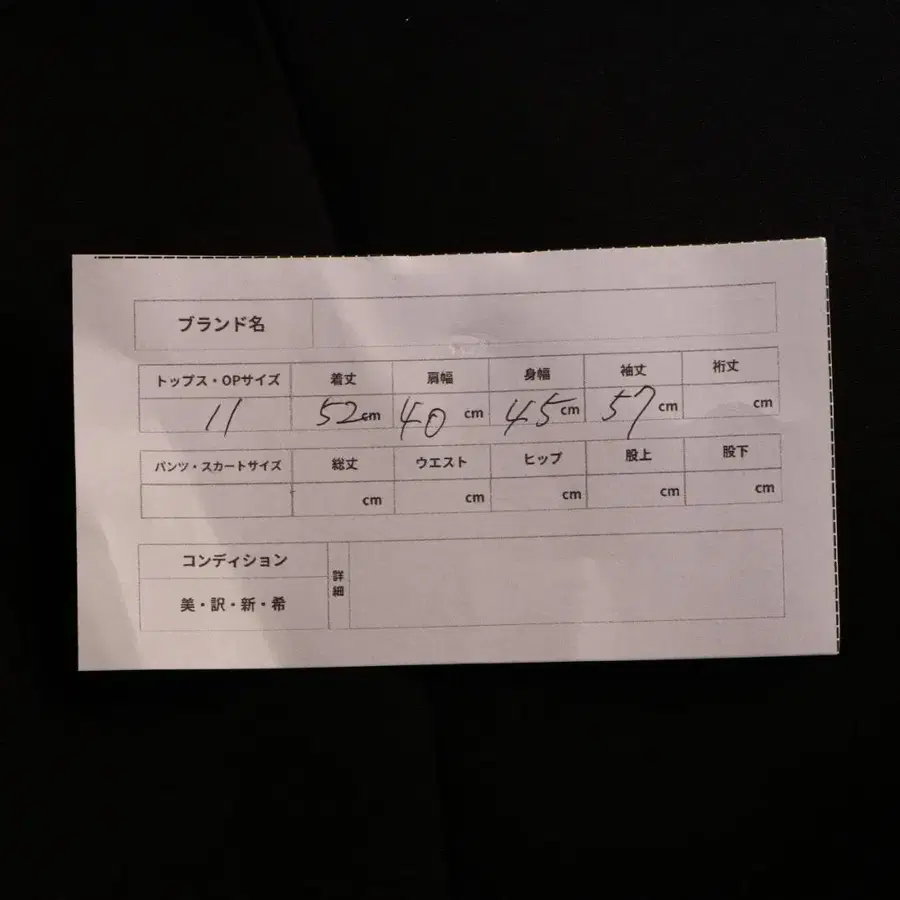 ブランド名
トップス・OPサイズ 着丈 肩幅 身幅 袖丈 裄丈
11 52cm 40 cm 45cm 57 cm cm
パンツ・スカートサイズ 総丈 ウエスト ヒップ 股上 股下
cm cm cm cm cm
コンディション 詳細
美・訳・新・希